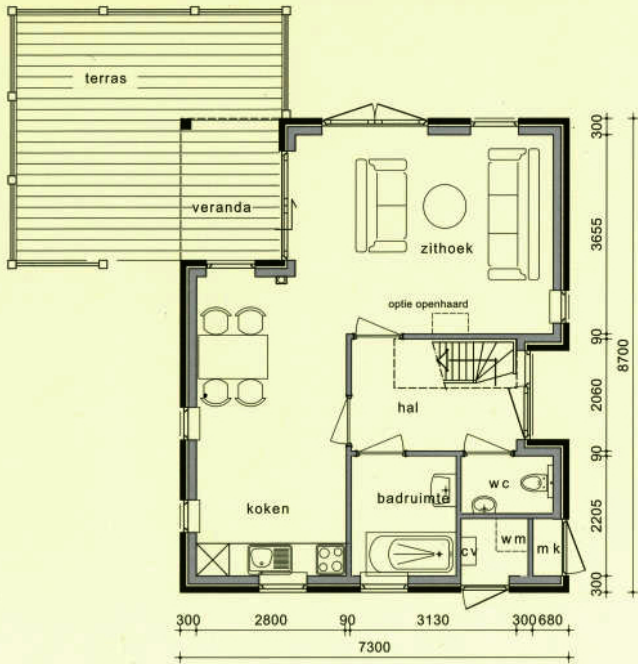 terras
veranda
zithoek
optie openhaard
hal
wc
badruimte
koken
wm
cv
mk
300
3655
90
2060
90
2205
300
8700
300 2800 90 3130 300 680
7300